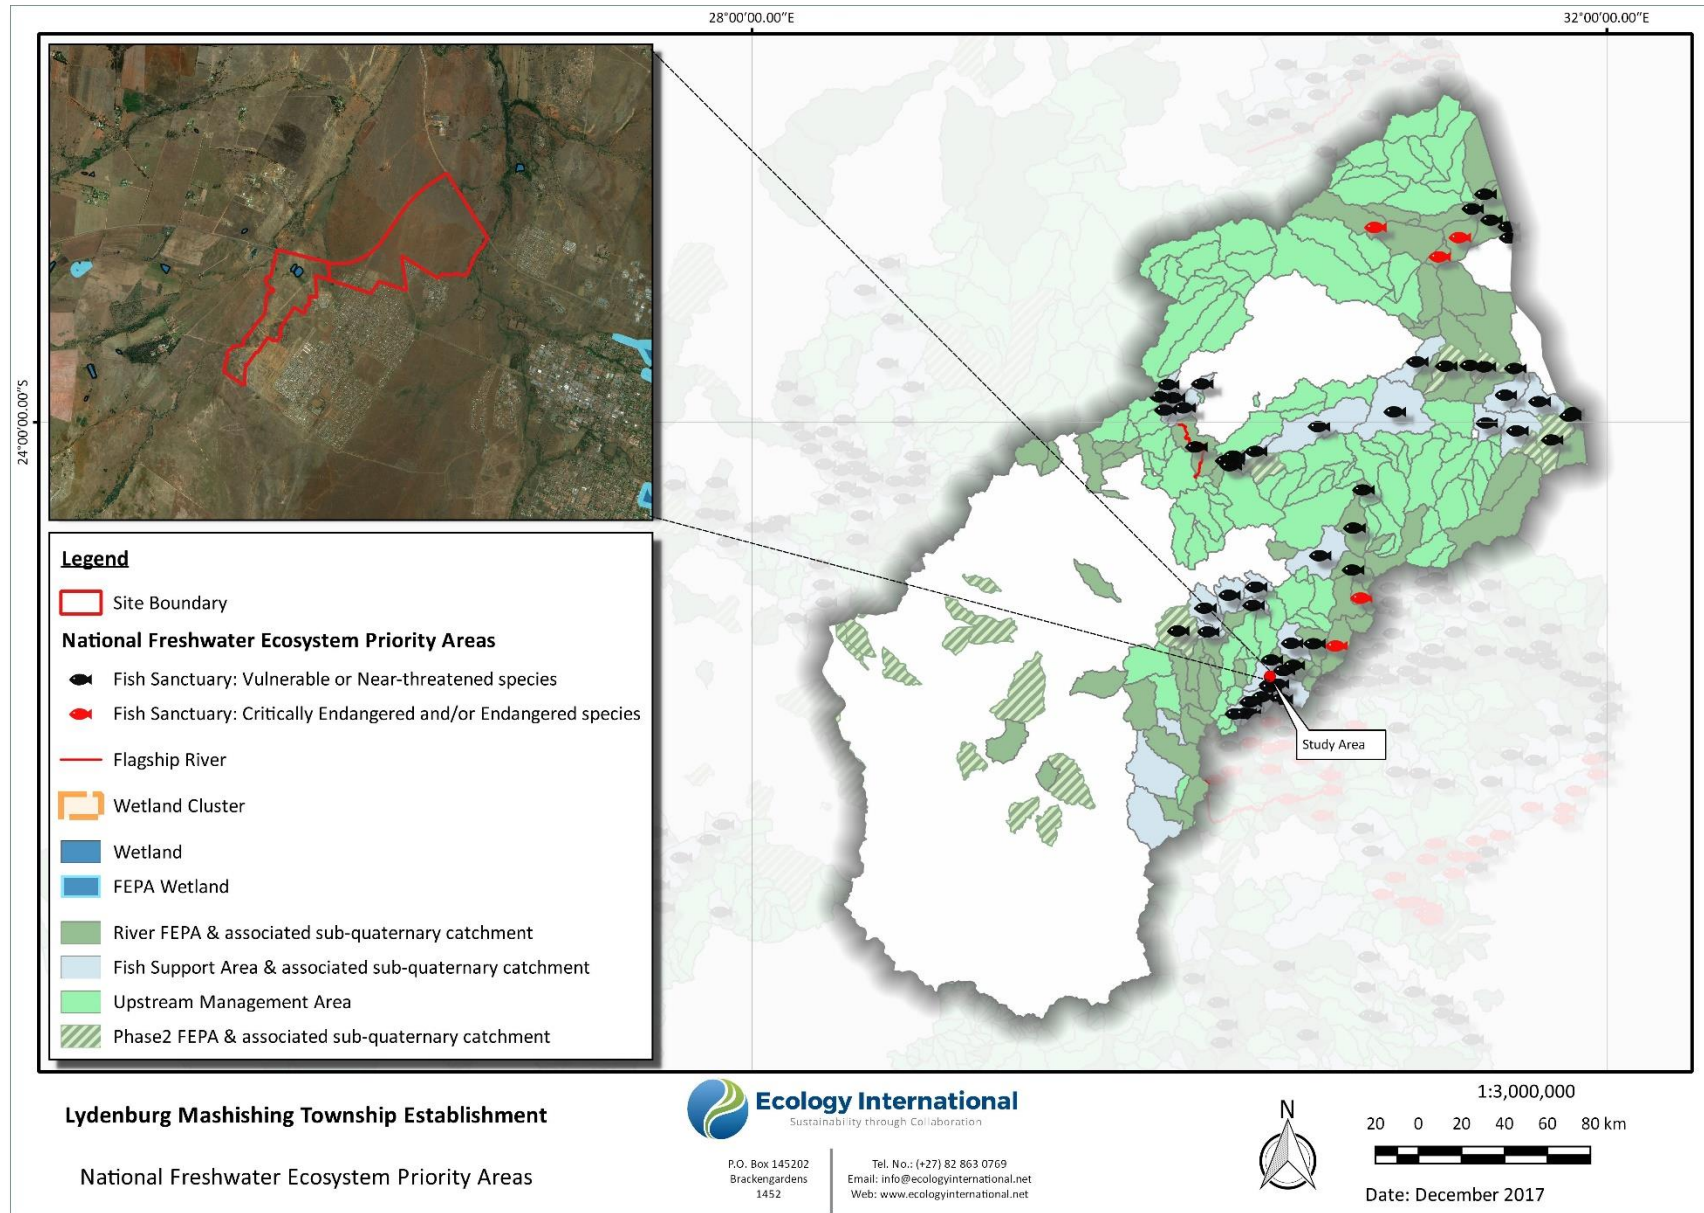 28°00′00.00″E
32°00′00.00″E
24°00′00.00″S
Study Area
Legend
Site Boundary
National Freshwater Ecosystem Priority Areas
Fish Sanctuary: Vulnerable or Near-threatened species
Fish Sanctuary: Critically Endangered and/or Endangered species
Flagship River
Wetland Cluster
Wetland
FEPA Wetland
River FEPA & associated sub-quaternary catchment
Fish Support Area & associated sub-quaternary catchment
Upstream Management Area
Phase2 FEPA & associated sub-quaternary catchment
Lydenburg Mashishing Township Establishment
National Freshwater Ecosystem Priority Areas
Ecology International
Sustainability through Collaboration
P.O. Box 145202
Brackengardens
1452
Tel. No.: (+27) 82 863 0769
Email: info@ecologyinternational.net
Web: www.ecologyinternational.net
N
1:3,000,000
20 0 20 40 60 80 km
Date: December 2017